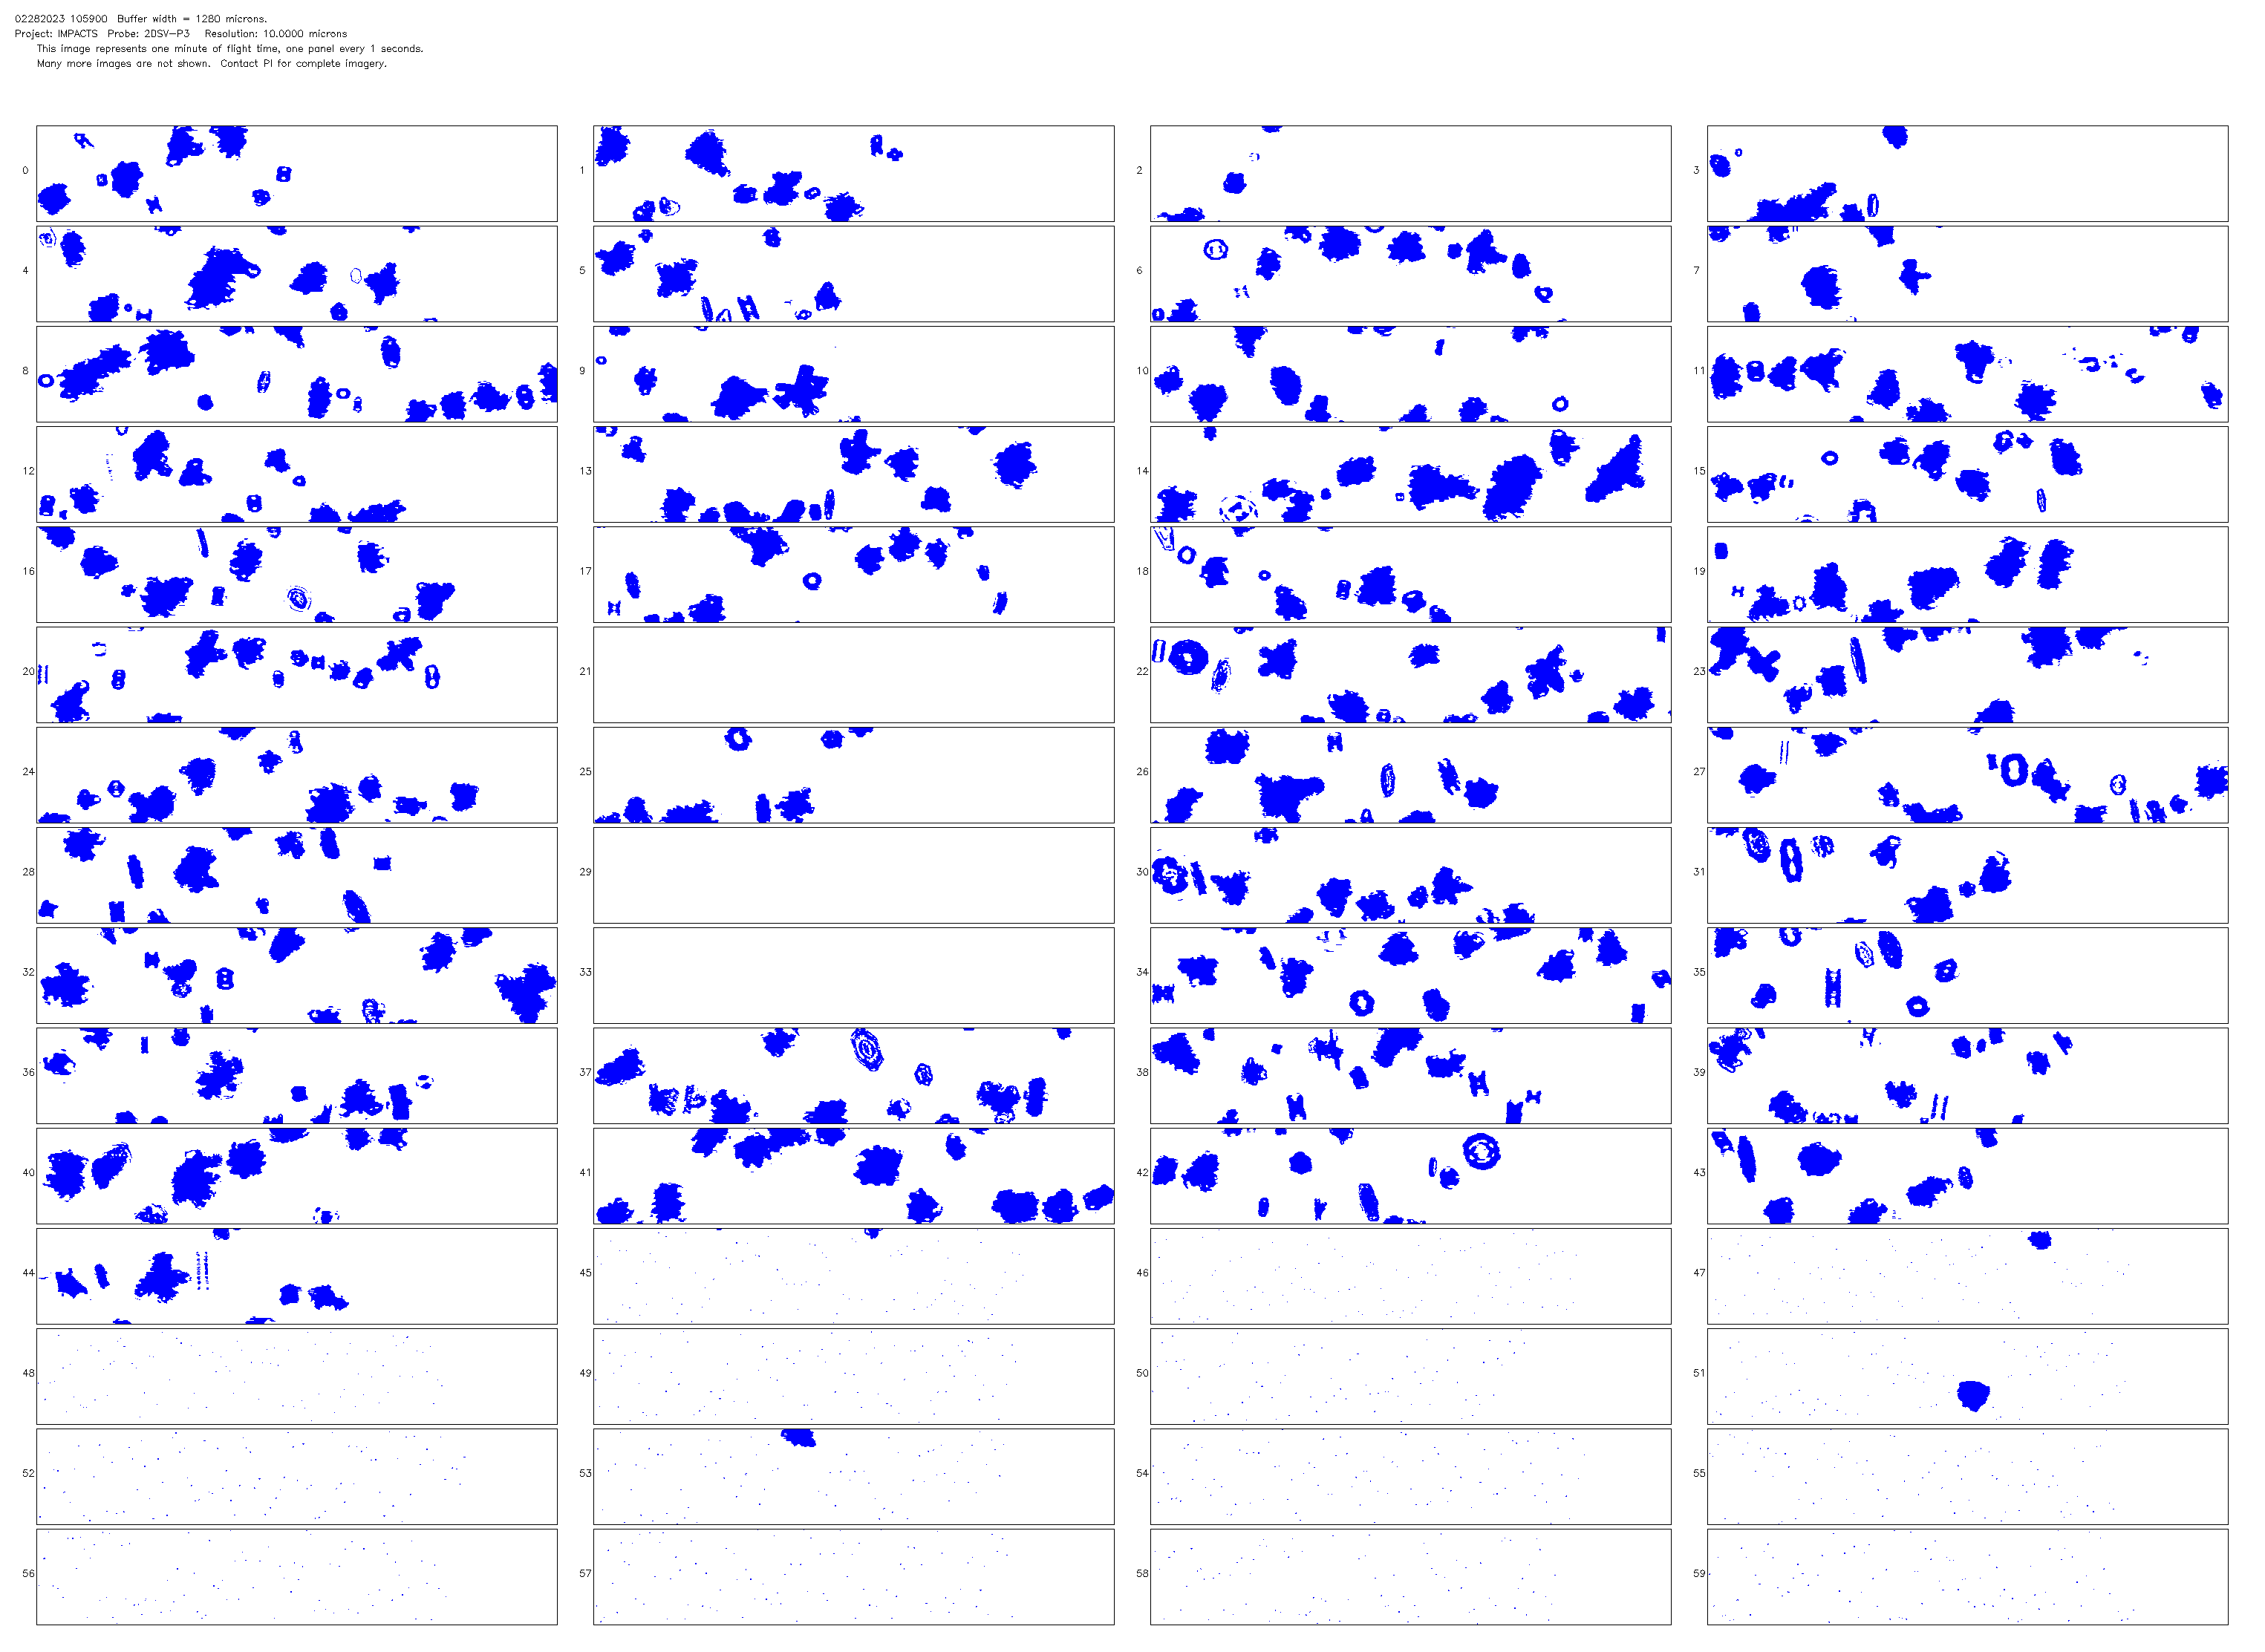 02282023 105900 Buffer width = 1280 microns.
Project: IMPACTS Probe: 2DSV-P3 Resolution: 10.0000 microns
This image represents one minute of flight time, one panel every 1 seconds.
Many more images are not shown. Contact PI for complete imagery.
0 1 2 3
4 5 6 7
8 9 10 11
12 13 14 15
16 17 18 19
20 21 22 23
24 25 26 27
28 29 30 31
32 33 34 35
36 37 38 39
40 41 42 43
44 45 46 47
48 49 50 51
52 53 54 55
56 57 58 59